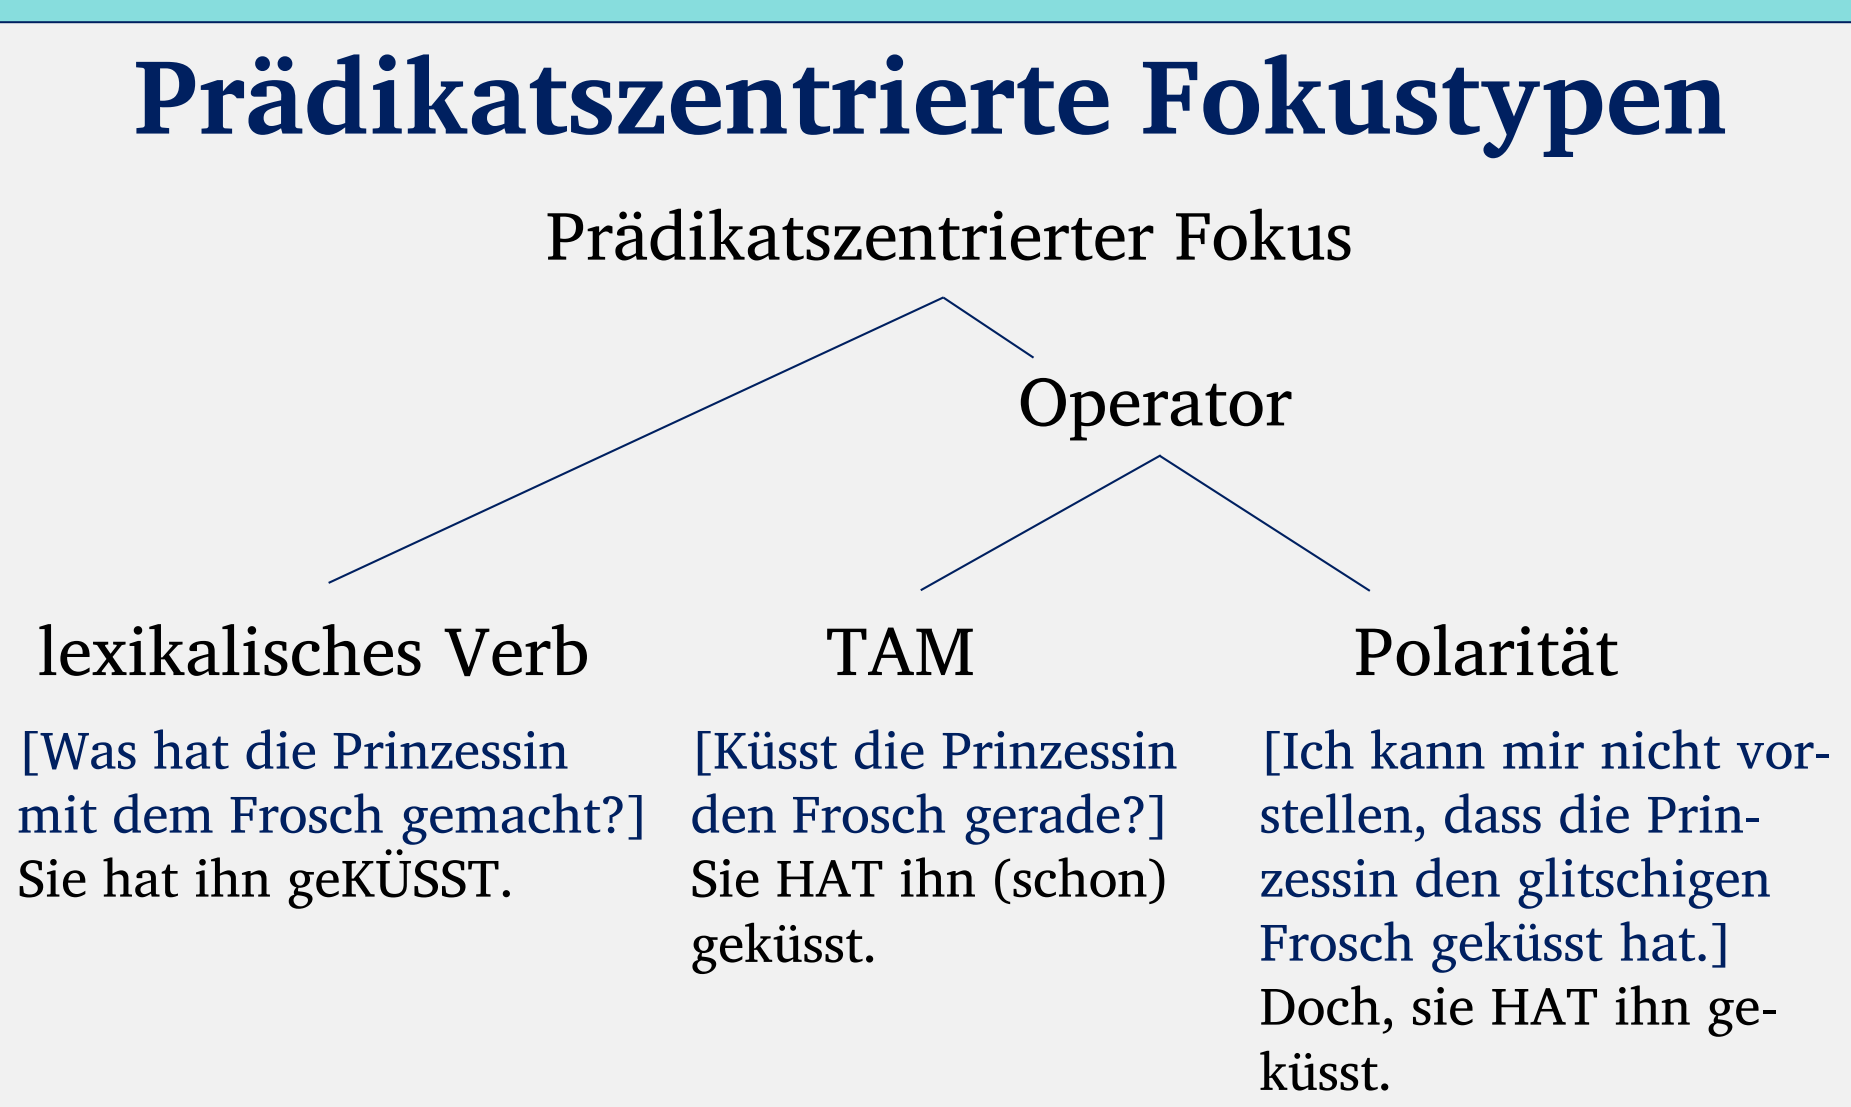 Prädikatszentrierte Fokustypen
Prädikatszentrierter Fokus
Operator
lexikalisches Verb
TAM
Polarität
[Was hat die Prinzessin
mit dem Frosch gemacht?]
Sie hat ihn geKÜSST.
[Küsst die Prinzessin
den Frosch gerade?]
Sie HAT ihn (schon)
geküsst.
[Ich kann mir nicht vor-
stellen, dass die Prin-
zessin den glitschigen
Frosch geküsst hat.]
Doch, sie HAT ihn ge-
küsst.